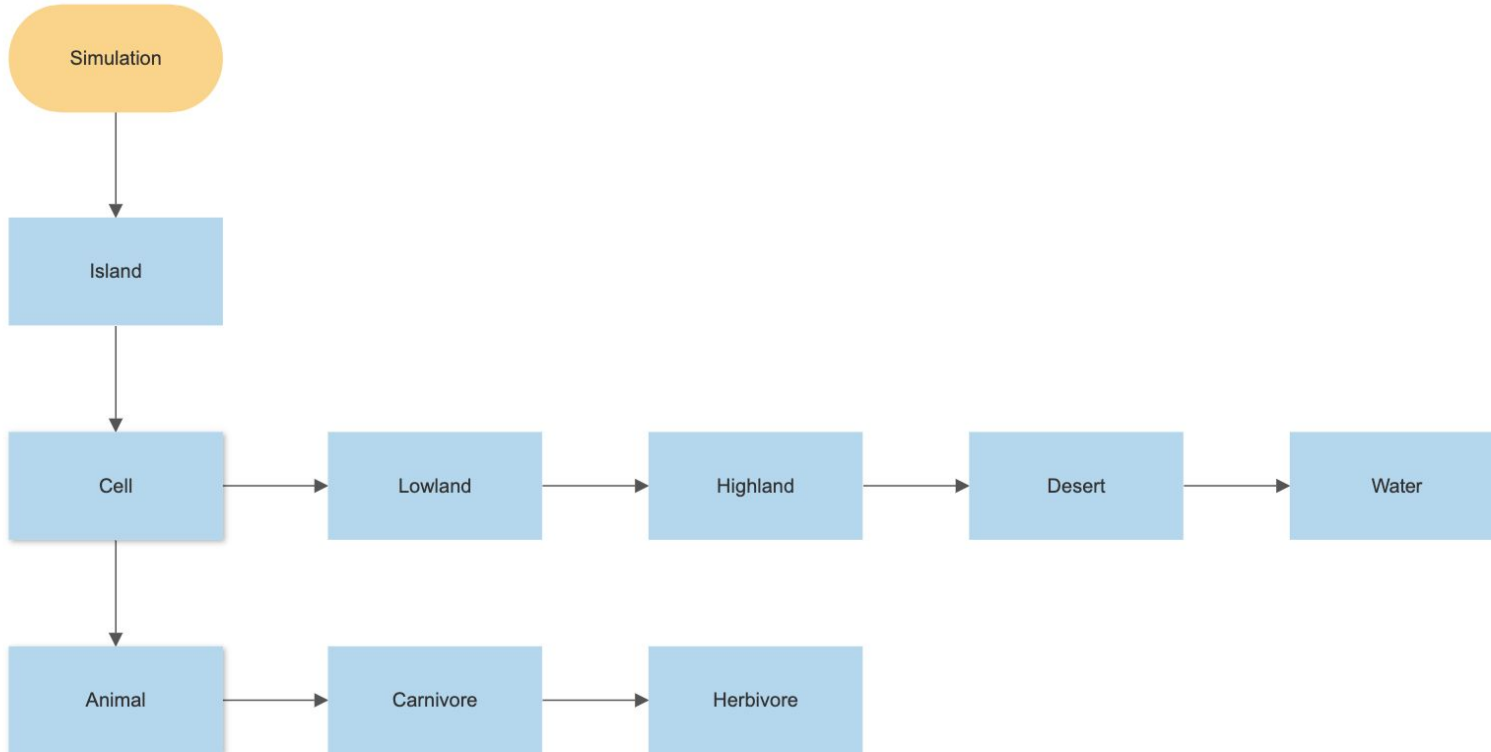 Simulation
Island
Cell
Lowland
Highland
Desert
Water
Animal
Carnivore
Herbivore